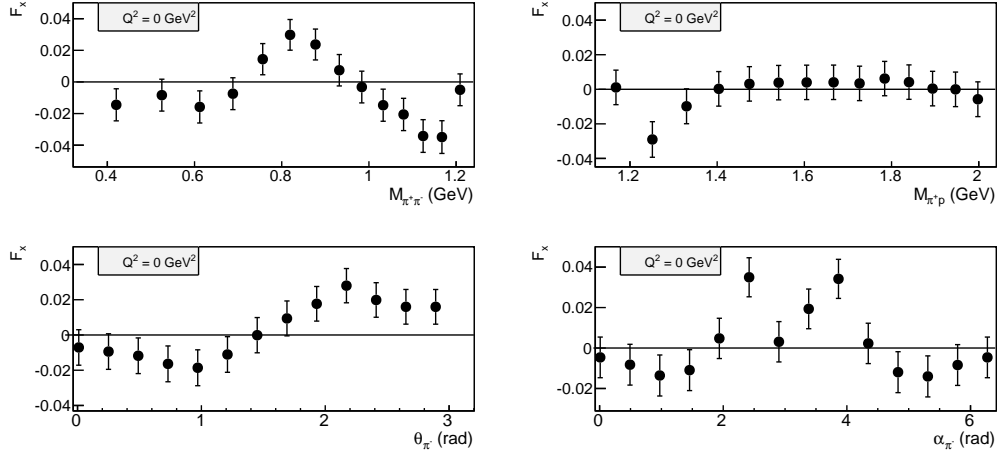 F_x
Q² = 0 GeV²
0.04
0.02
0
-0.02
-0.04
0.4 0.6 0.8 1 1.2
M_π⁺π⁻ (GeV)
F_x
Q² = 0 GeV²
0.04
0.02
0
-0.02
-0.04
1.2 1.4 1.6 1.8 2
M_π⁺p (GeV)
F_x
Q² = 0 GeV²
0.04
0.02
0
-0.02
-0.04
0 1 2 3
θ_π⁻ (rad)
F_x
Q² = 0 GeV²
0.04
0.02
0
-0.02
0 2 4 6
α_π⁻ (rad)